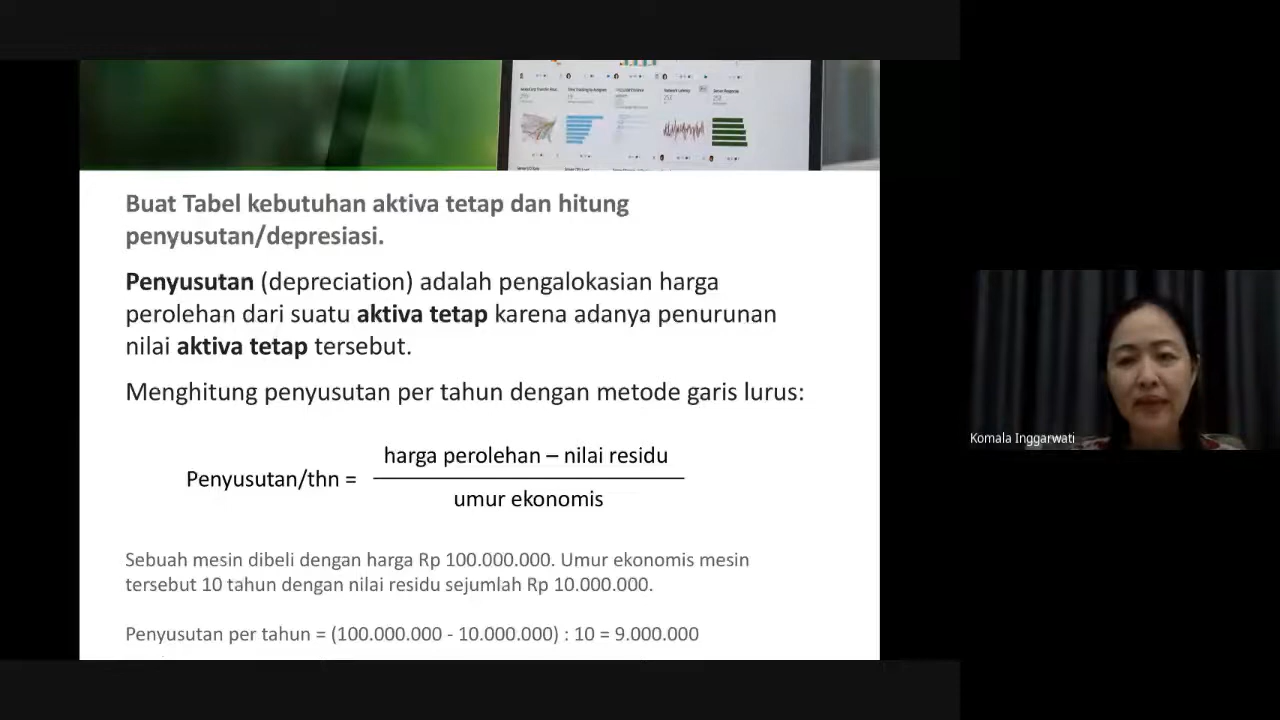 Buat Tabel kebutuhan aktiva tetap dan hitung
penyusutan/depresiasi.
Penyusutan (depreciation) adalah pengalokasian harga
perolehan dari suatu aktiva tetap karena adanya penurunan
nilai aktiva tetap tersebut.
Menghitung penyusutan per tahun dengan metode garis lurus:
Penyusutan/thn =
harga perolehan – nilai residu
umur ekonomis
Sebuah mesin dibeli dengan harga Rp 100.000.000. Umur ekonomis mesin
tersebut 10 tahun dengan nilai residu sejumlah Rp 10.000.000.
Penyusutan per tahun = (100.000.000 - 10.000.000) : 10 = 9.000.000
Komala Inggarwati